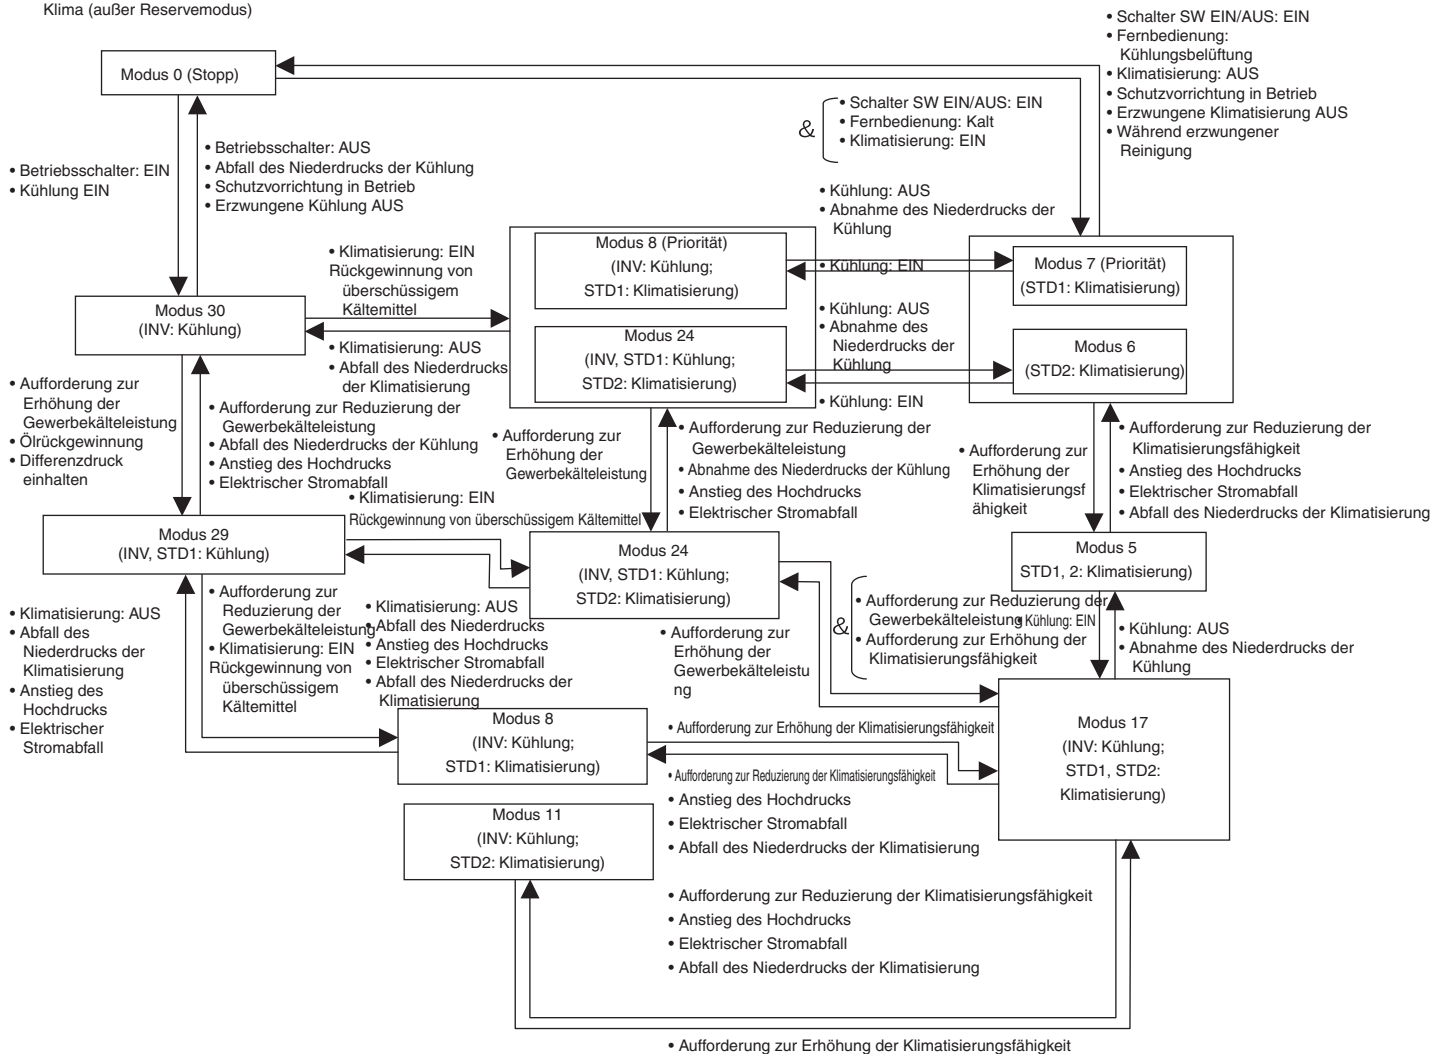 Klima (außer Reservemodus)
Modus 0 (Stopp)
• Schalter SW EIN/AUS: EIN
• Fernbedienung:
Kühlungsbelüftung
• Klimatisierung: AUS
• Schutzvorrichtung in Betrieb
• Erzwungene Klimatisierung AUS
• Während erzwungener
Reinigung
&
• Schalter SW EIN/AUS: EIN
• Fernbedienung: Kalt
• Klimatisierung: EIN
• Betriebsschalter: EIN
• Kühlung EIN
• Betriebsschalter: AUS
• Abfall des Niederdrucks der Kühlung
• Schutzvorrichtung in Betrieb
• Erzwungene Kühlung AUS
• Kühlung: AUS
• Abnahme des Niederdrucks der
Kühlung
• Klimatisierung: EIN
Rückgewinnung von
überschüssigem
Kältemittel
Modus 8 (Priorität)
(INV: Kühlung;
STD1: Klimatisierung)
• Kühlung: EIN
Modus 7 (Priorität)
(STD1: Klimatisierung)
Modus 30
(INV: Kühlung)
• Klimatisierung: AUS
• Abfall des Niederdrucks
der Klimatisierung
Modus 24
(INV, STD1: Kühlung;
STD2: Klimatisierung)
• Kühlung: AUS
• Abnahme des
Niederdrucks der
Kühlung
• Kühlung: EIN
Modus 6
(STD2: Klimatisierung)
• Aufforderung zur
Erhöhung der
Gewerbekälteleistung
• Ölrückgewinnung
• Differenzdruck
einhalten
• Aufforderung zur Reduzierung der
Gewerbekälteleistung
• Abfall des Niederdrucks der Kühlung
• Anstieg des Hochdrucks
• Elektrischer Stromabfall
• Aufforderung zur
Erhöhung der
Gewerbekälteleistung
• Aufforderung zur Reduzierung der
Gewerbekälteleistung
• Abnahme des Niederdrucks der Kühlung
• Anstieg des Hochdrucks
• Elektrischer Stromabfall
• Aufforderung zur
Erhöhung der
Klimatisierungsf
ähigkeit
• Aufforderung zur Reduzierung der
Klimatisierungsfähigkeit
• Anstieg des Hochdrucks
• Elektrischer Stromabfall
• Abfall des Niederdrucks der Klimatisierung
• Klimatisierung: EIN
Rückgewinnung von überschüssigem Kältemittel
Modus 29
(INV, STD1: Kühlung)
Modus 24
(INV, STD1: Kühlung;
STD2: Klimatisierung)
Modus 5
STD1, 2: Klimatisierung)
• Klimatisierung: AUS
• Abfall des
Niederdrucks der
Klimatisierung
• Anstieg des
Hochdrucks
• Elektrischer
Stromabfall
• Aufforderung zur
Reduzierung der
Gewerbekälteleistung
• Klimatisierung: EIN
Rückgewinnung von
überschüssigem
Kältemittel
• Klimatisierung: AUS
• Abfall des Niederdrucks
• Anstieg des Hochdrucks
• Elektrischer Stromabfall
• Abfall des Niederdrucks der
Klimatisierung
• Aufforderung zur
Erhöhung der
Gewerbekälteleistu
ng
&
• Aufforderung zur Reduzierung der
Gewerbekälteleistung
• Aufforderung zur Erhöhung der
Klimatisierungsfähigkeit
• Kühlung: EIN
• Kühlung: AUS
• Abnahme des Niederdrucks der
Kühlung
Modus 8
(INV: Kühlung;
STD1: Klimatisierung)
• Aufforderung zur Erhöhung der Klimatisierungsfähigkeit
Modus 17
(INV: Kühlung;
STD1, STD2:
Klimatisierung)
• Aufforderung zur Reduzierung der Klimatisierungsfähigkeit
• Anstieg des Hochdrucks
• Elektrischer Stromabfall
• Abfall des Niederdrucks der Klimatisierung
Modus 11
(INV: Kühlung;
STD2: Klimatisierung)
• Aufforderung zur Reduzierung der Klimatisierungsfähigkeit
• Anstieg des Hochdrucks
• Elektrischer Stromabfall
• Abfall des Niederdrucks der Klimatisierung
• Aufforderung zur Erhöhung der Klimatisierungsfähigkeit